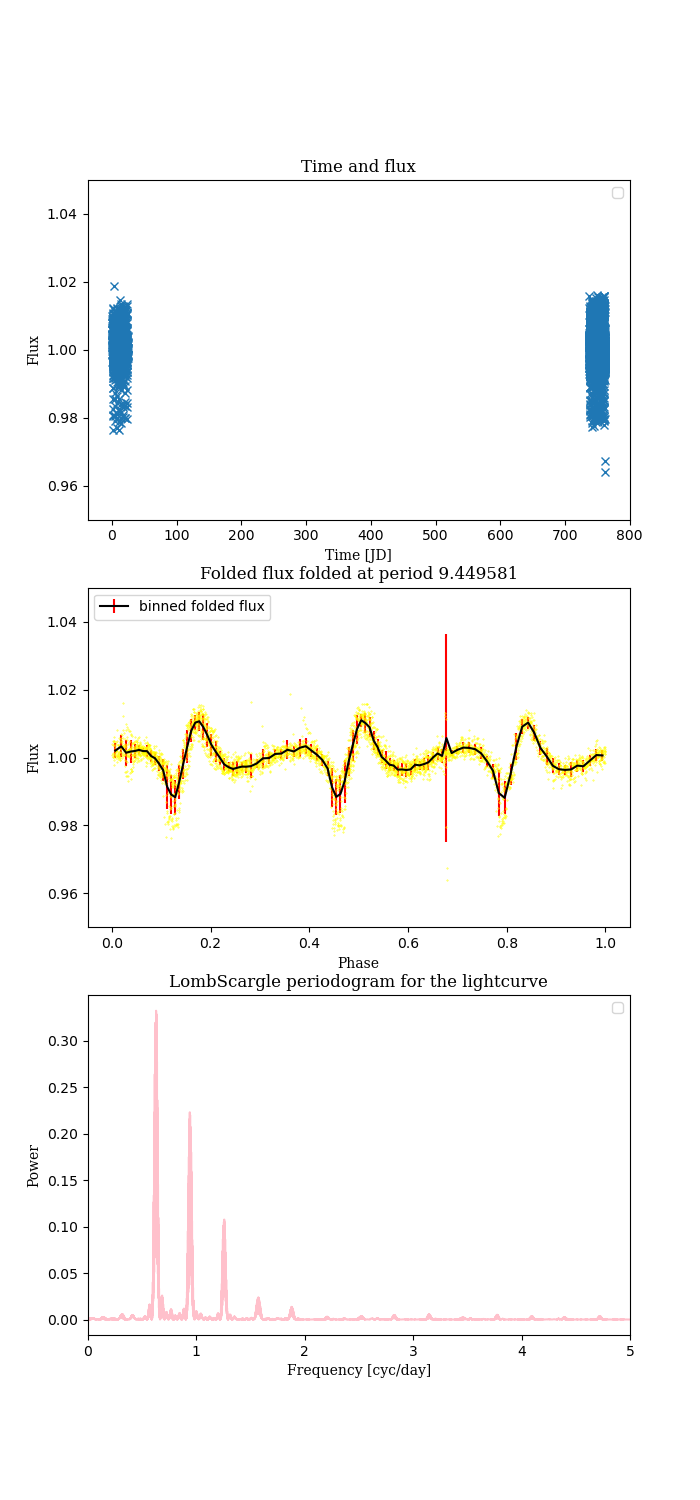 Time and flux
Flux
1.04
1.02
1.00
0.98
0.96
0 100 200 300 400 500 600 700 800
Time [JD]
Folded flux folded at period 9.449581
binned folded flux
Flux
1.04
1.02
1.00
0.98
0.96
0.0 0.2 0.4 0.6 0.8 1.0
Phase
LombScargle periodogram for the lightcurve
Power
0.30
0.25
0.20
0.15
0.10
0.05
0.00
0 1 2 3 4 5
Frequency [cyc/day]